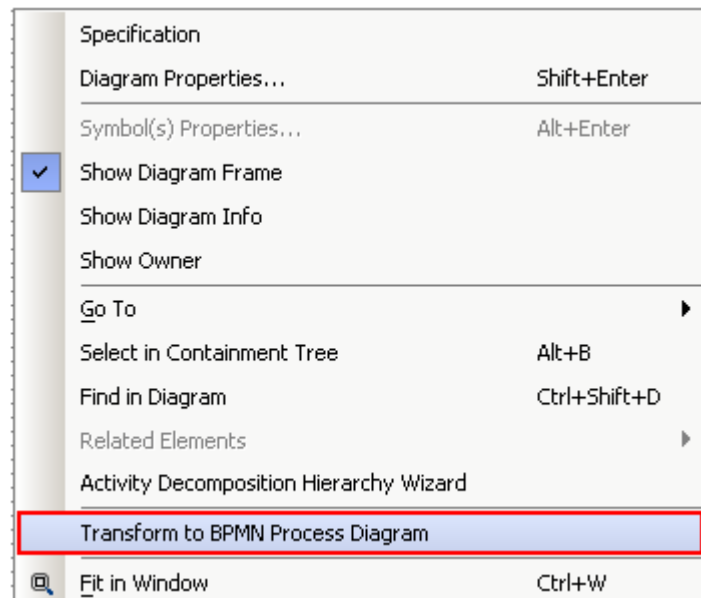 Specification
Diagram Properties... Shift+Enter
Symbol(s) Properties... Alt+Enter
Show Diagram Frame
Show Diagram Info
Show Owner
Go To
Select in Containment Tree Alt+B
Find in Diagram Ctrl+Shift+D
Related Elements
Activity Decomposition Hierarchy Wizard
Transform to BPMN Process Diagram
Fit in Window Ctrl+W